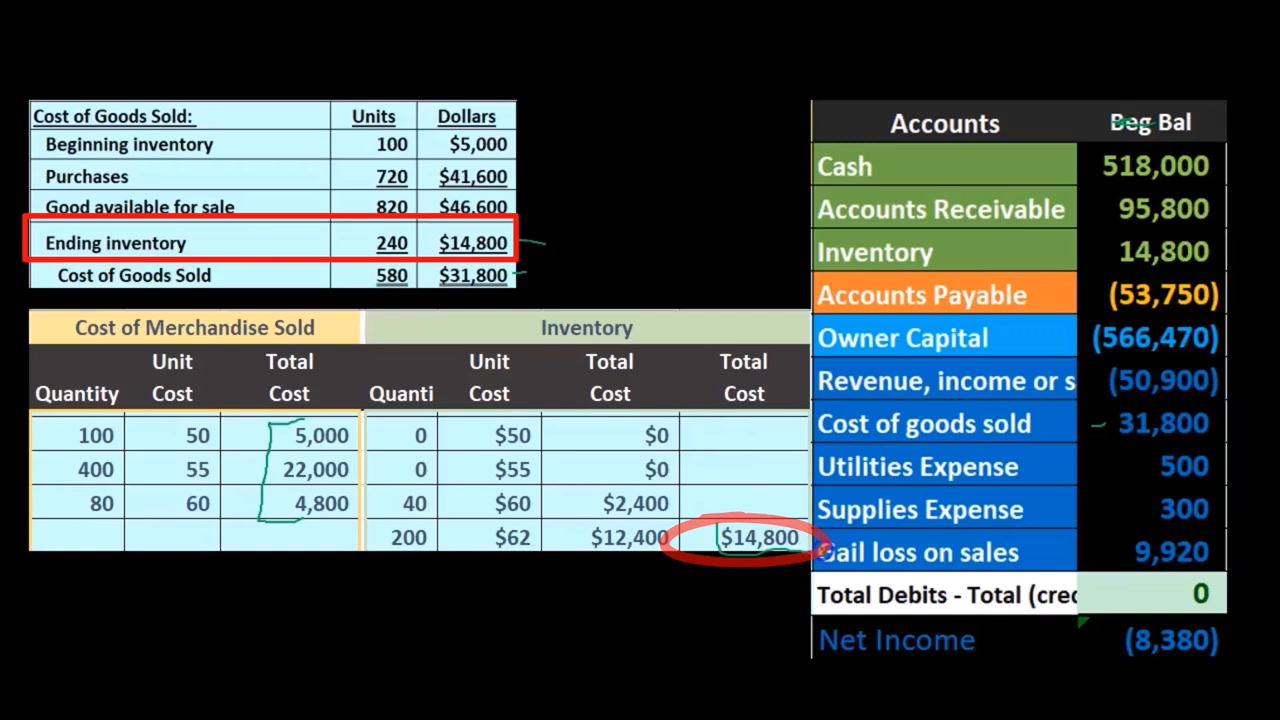 Cost of Goods Sold: Units Dollars
Beginning inventory 100 $5,000
Purchases 720 $41,600
Good available for sale 820 $46,600
Ending inventory 240 $14,800
Cost of Goods Sold 580 $31,800
Cost of Merchandise Sold Inventory
Unit Total Unit Total Total
Quantity Cost Cost Quanti Cost Cost Cost
100 50 5,000 0 $50 $0
400 55 22,000 0 $55 $0
80 60 4,800 40 $60 $2,400
200 $62 $12,400 $14,800
Accounts Beg Bal
Cash 518,000
Accounts Receivable 95,800
Inventory 14,800
Accounts Payable (53,750)
Owner Capital (566,470)
Revenue, income or s (50,900)
Cost of goods sold 31,800
Utilities Expense 500
Supplies Expense 300
Gail loss on sales 9,920
Total Debits - Total (cred 0
Net Income (8,380)